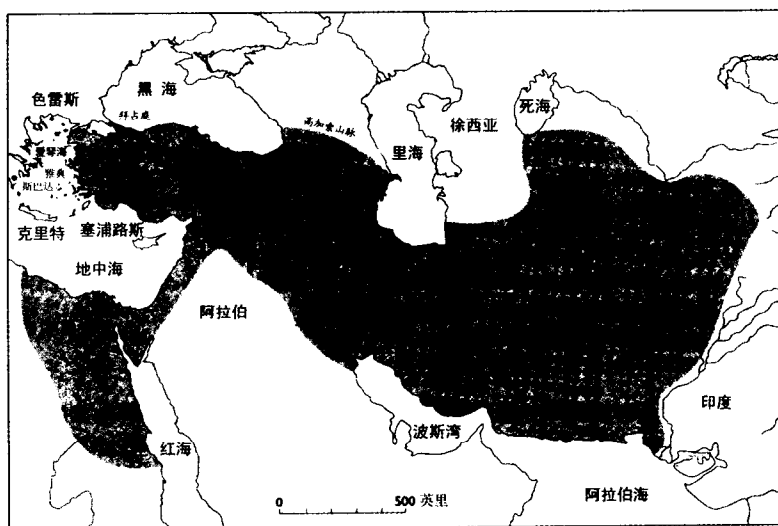 色雷斯
黑海
拜占庭
高加索山脉
里海
徐西亚
死海
爱琴海
雅典
斯巴达
克里特
塞浦路斯
地中海
阿拉伯
红海
波斯湾
印度
阿拉伯海
0 500 英里